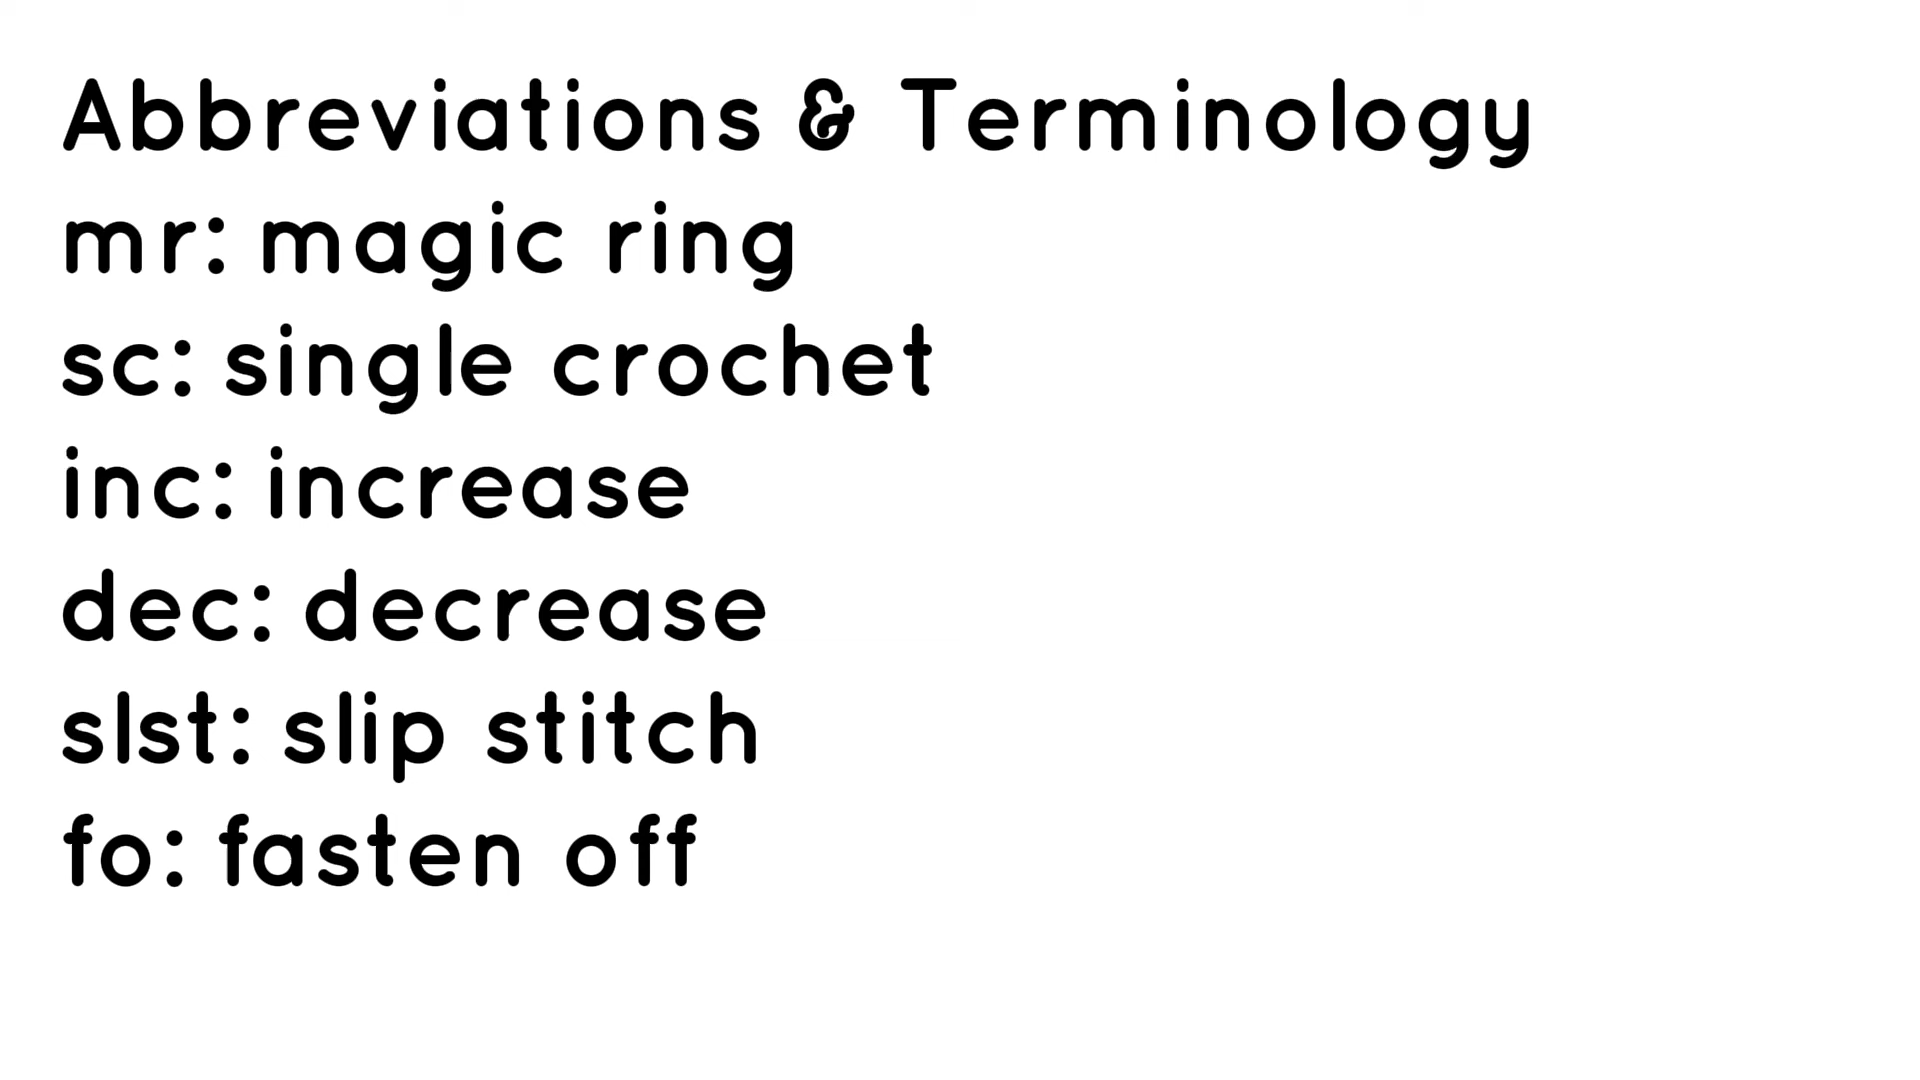 Abbreviations & Terminology
mr: magic ring
sc: single crochet
inc: increase
dec: decrease
slst: slip stitch
fo: fasten off